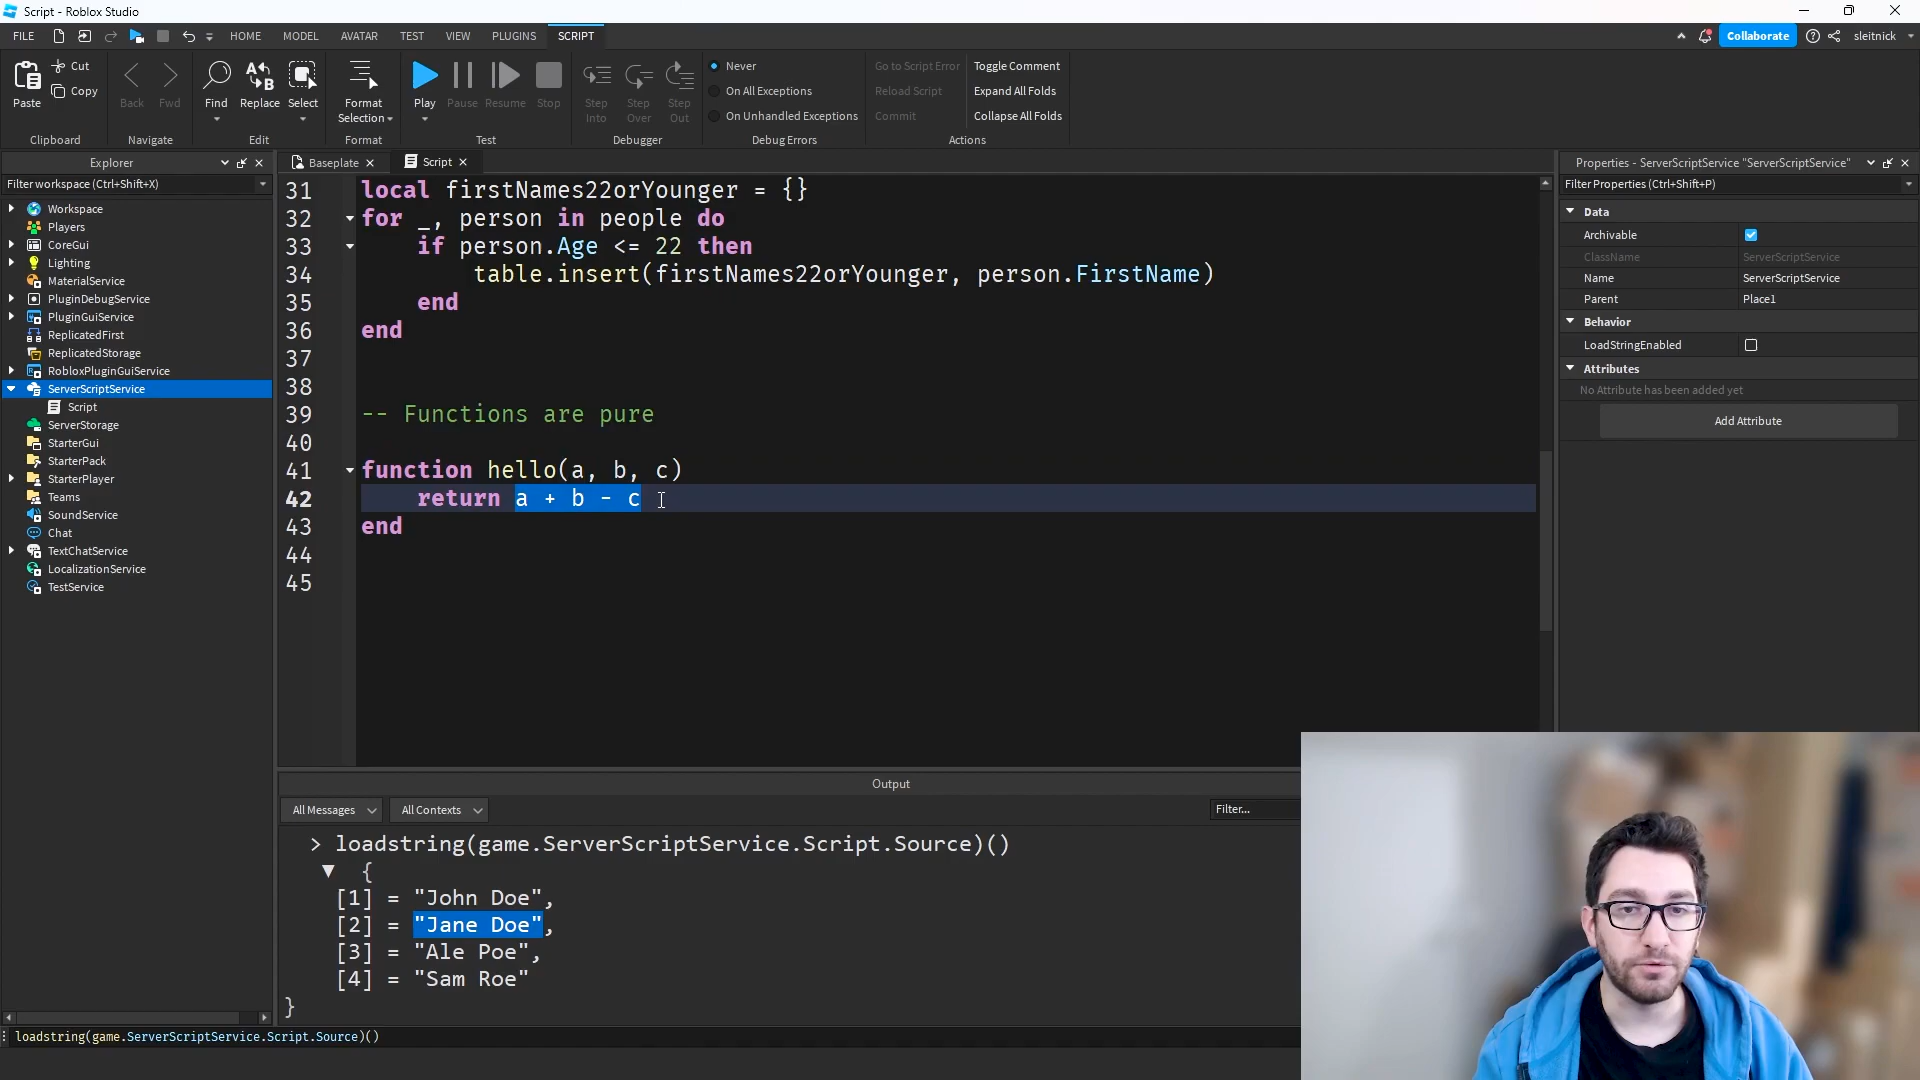 Script - Roblox Studio
FILE HOME MODEL AVATAR TEST VIEW PLUGINS SCRIPT Collaborate sleitnick
Paste Cut Copy Clipboard
Back Fwd Navigate
Find Replace Select Edit
Format Selection Format
Play Pause Resume Stop Test
Step Into Step Over Step Out Debugger
Never
On All Exceptions
On Unhandled Exceptions
Debug Errors
Go to Script Error Toggle Comment
Reload Script Expand All Folds
Commit Collapse All Folds
Actions
Explorer
Filter workspace (Ctrl+Shift+X)
Workspace
Players
CoreGui
Lighting
MaterialService
PluginDebugService
PluginGuiService
ReplicatedFirst
ReplicatedStorage
RobloxPluginGuiService
ServerScriptService
Script
ServerStorage
StarterGui
StarterPack
StarterPlayer
Teams
SoundService
Chat
TextChatService
LocalizationService
TestService
Baseplate Script
31 local firstNames22orYounger = {}
32 for _, person in people do
33 if person.Age <= 22 then
34 table.insert(firstNames22orYounger, person.FirstName)
35 end
36 end
37
38
39 -- Functions are pure
40
41 function hello(a, b, c)
42 return a + b - c
43 end
44
45
Output
All Messages All Contexts Filter...
> loadstring(game.ServerScriptService.Script.Source)()
{
[1] = "John Doe",
[2] = "Jane Doe",
[3] = "Ale Poe",
[4] = "Sam Roe"
}
loadstring(game.ServerScriptService.Script.Source)()
Properties - ServerScriptService "ServerScriptService"
Filter Properties (Ctrl+Shift+P)
Data
Archivable
ClassName ServerScriptService
Name ServerScriptService
Parent Place1
Behavior
LoadStringEnabled
Attributes
No Attribute has been added yet
Add Attribute